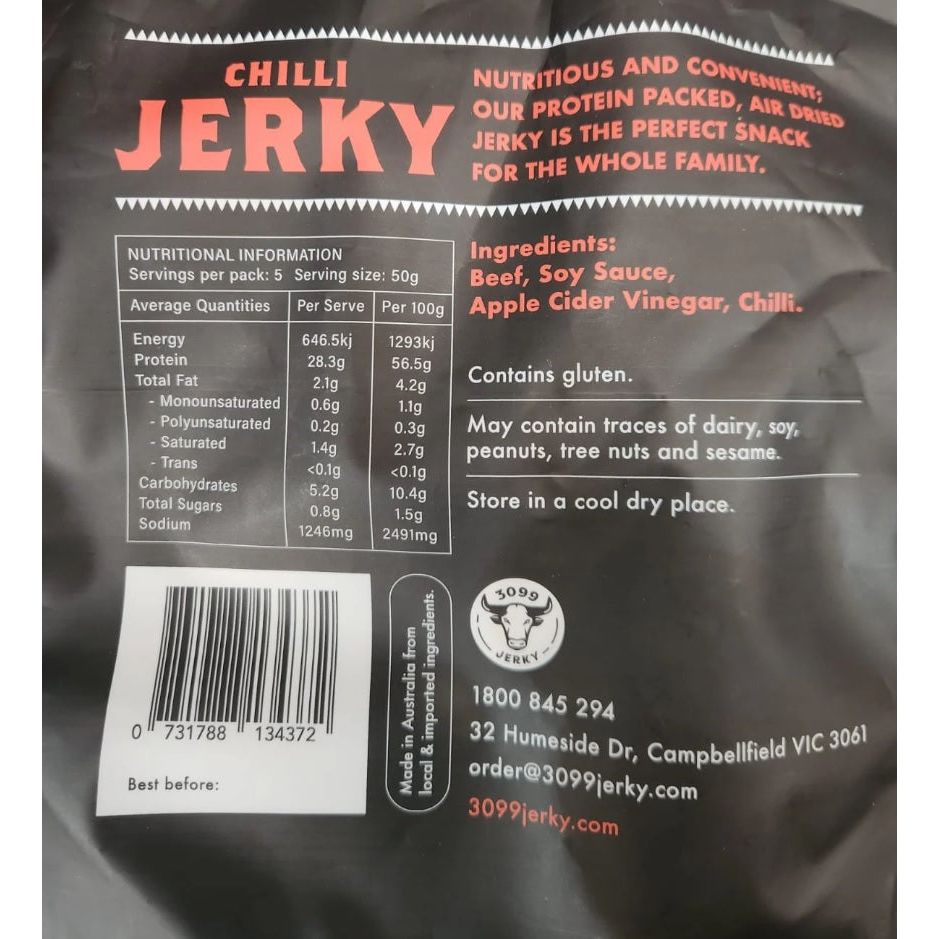 CHILLI
JERKY
NUTRITIOUS AND CONVENIENT;
OUR PROTEIN PACKED, AIR DRIED
JERKY IS THE PERFECT SNACK
FOR THE WHOLE FAMILY.
NUTRITIONAL INFORMATION
Servings per pack: 5 Serving size: 50g
Average Quantities Per Serve Per 100g
Energy 646.5kj 1293kj
Protein 28.3g 56.5g
Total Fat 2.1g 4.2g
- Monounsaturated 0.6g 1.1g
- Polyunsaturated 0.2g 0.3g
- Saturated 1.4g 2.7g
- Trans <0.1g <0.1g
Carbohydrates 5.2g 10.4g
Total Sugars 0.8g 1.5g
Sodium 1246mg 2491mg
Ingredients:
Beef, Soy Sauce,
Apple Cider Vinegar, Chilli.
Contains gluten.
May contain traces of dairy, soy,
peanuts, tree nuts and sesame.
Store in a cool dry place.
0 731788 134372
Best before:
Made in Australia from
local & imported ingredients.
3099
JERKY
1800 845 294
32 Humeside Dr, Campbellfield VIC 3061
order@3099jerky.com
3099jerky.com